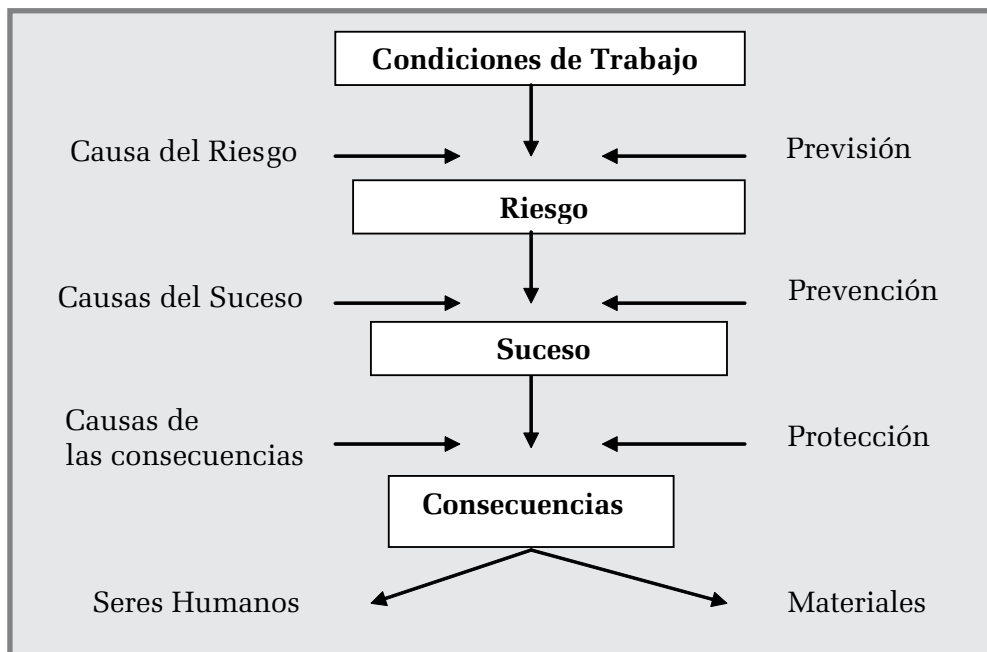 Condiciones de Trabajo
Causa del Riesgo
Previsión
Riesgo
Causas del Suceso
Prevención
Suceso
Causas de
las consecuencias
Protección
Consecuencias
Seres Humanos
Materiales